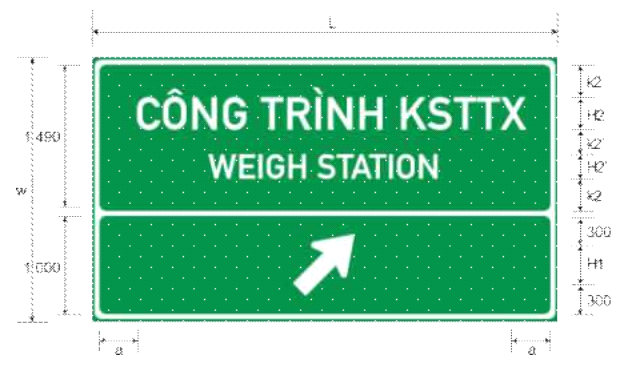 L
CÔNG TRÌNH KSTTX
WEIGH STATION
1.490
1.000
w
k2
H2
k2'
H2'
k2
300
H1
300
a
a